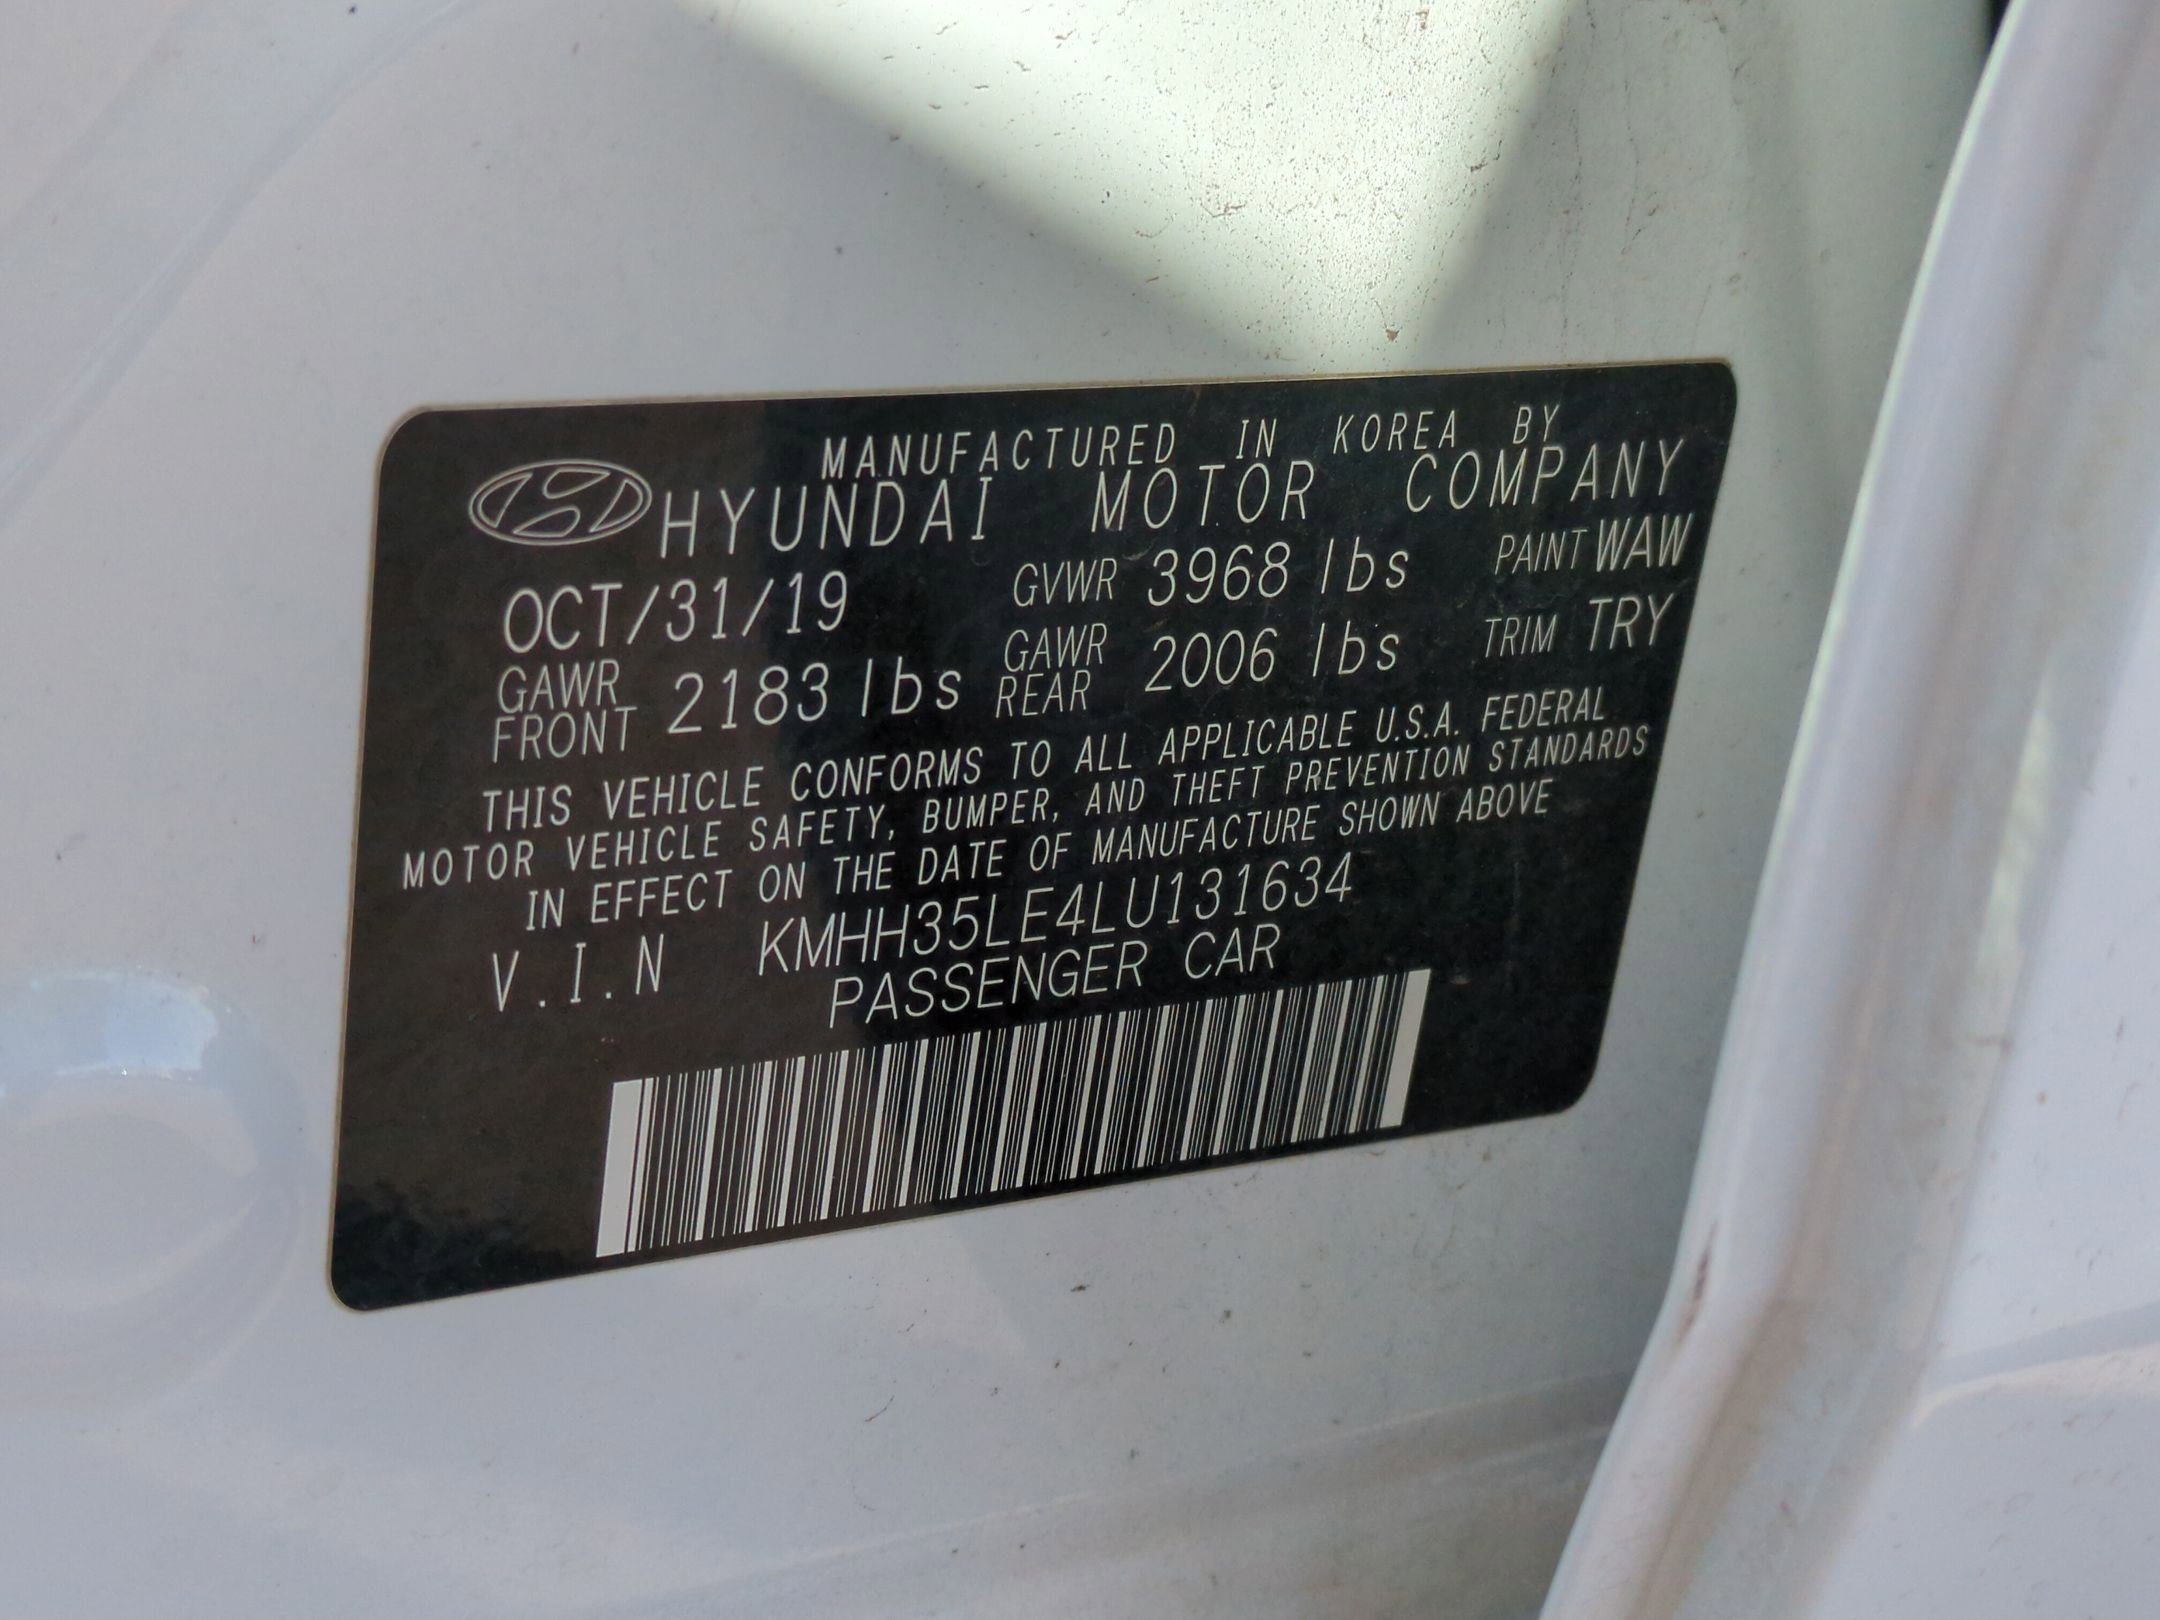 MANUFACTURED IN KOREA BY
HYUNDAI MOTOR COMPANY
OCT/31/19 GVWR 3968 lbs PAINT WAW
GAWR FRONT 2183 lbs GAWR REAR 2006 lbs TRIM TRY
THIS VEHICLE CONFORMS TO ALL APPLICABLE U.S.A. FEDERAL
MOTOR VEHICLE SAFETY, BUMPER, AND THEFT PREVENTION STANDARDS
IN EFFECT ON THE DATE OF MANUFACTURE SHOWN ABOVE
V.I.N KMHH35LE4LU131634
PASSENGER CAR